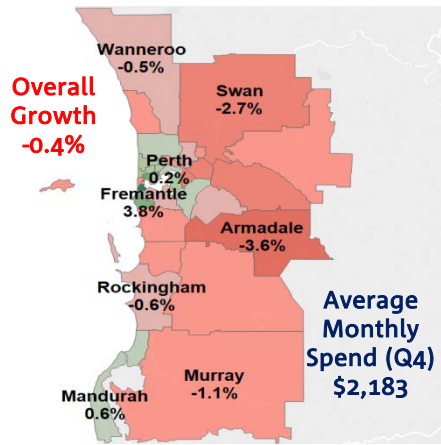 Wanneroo
-0.5%
Overall
Growth
-0.4%
Swan
-2.7%
Perth
0.2%
Fremantle
3.8%
Armadale
-3.6%
Rockingham
-0.6%
Average
Monthly
Spend (Q4)
$2,183
Murray
-1.1%
Mandurah
0.6%